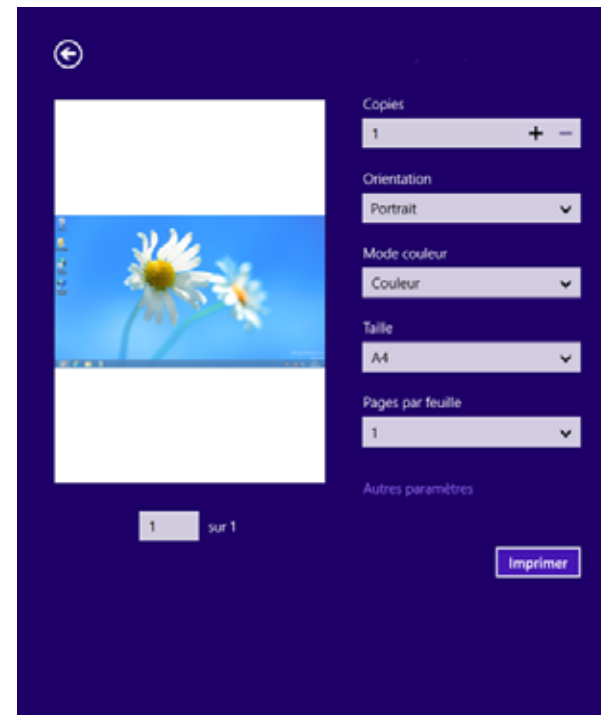 Copies
1
Orientation
Portrait
Mode couleur
Couleur
Taille
A4
Pages par feuille
1
Autres paramètres
1 sur 1
Imprimer